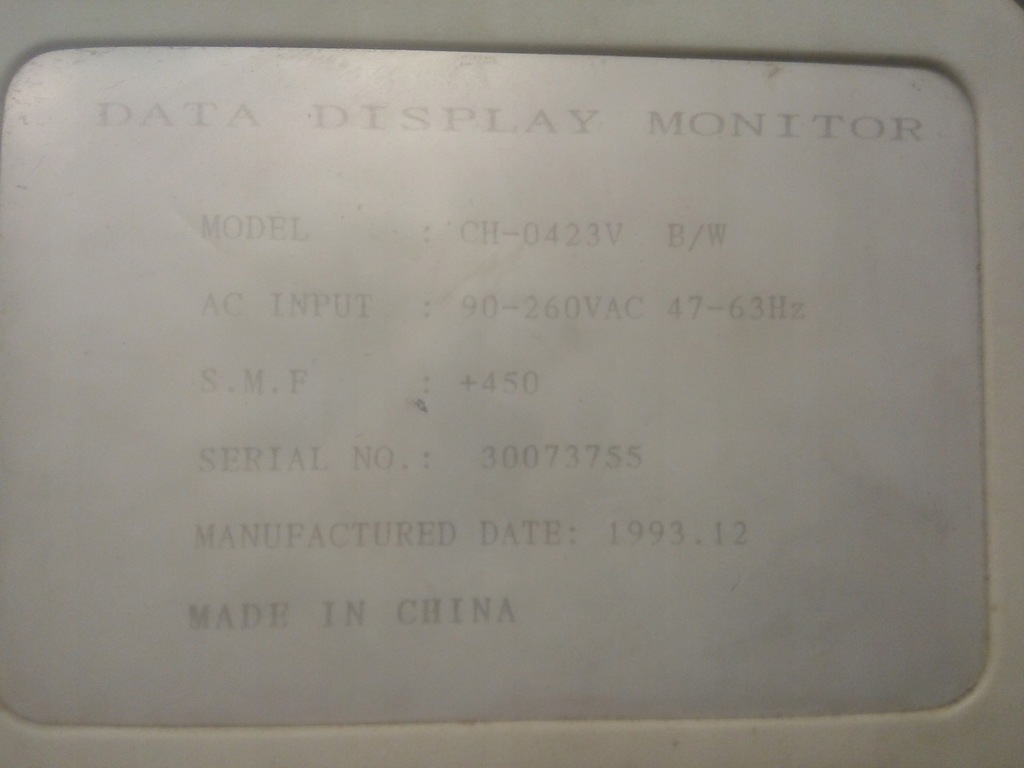 DATA DISPLAY MONITOR
MODEL : CH-0423V B/W
AC INPUT : 90-260VAC 47-63Hz
S.M.F : +450
SERIAL NO.: 30073755
MANUFACTURED DATE: 1993.12
MADE IN CHINA